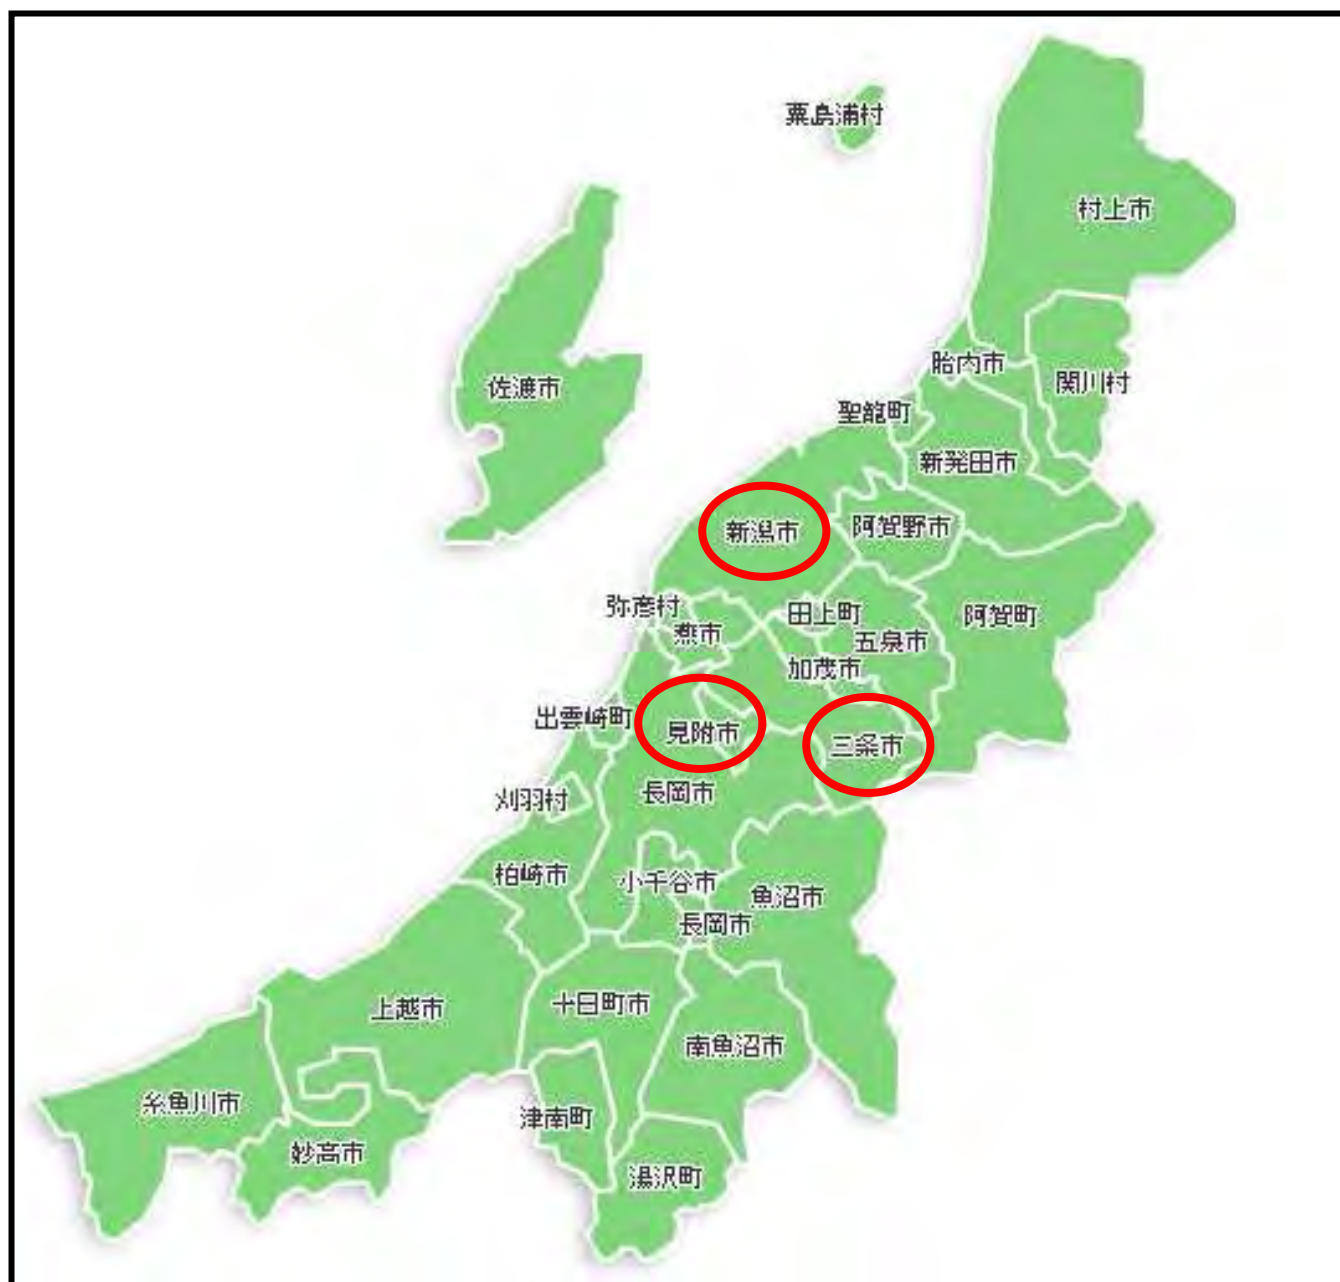 粟島浦村
村上市
胎内市
関川村
佐渡市
聖籠町
新発田市
新潟市
阿賀野市
弥彦村
田上町
阿賀町
燕市
五泉市
加茂市
出雲崎町
見附市
三条市
長岡市
刈羽村
柏崎市
小千谷市
魚沼市
長岡市
上越市
十日町市
南魚沼市
糸魚川市
津南町
妙高市
湯沢町